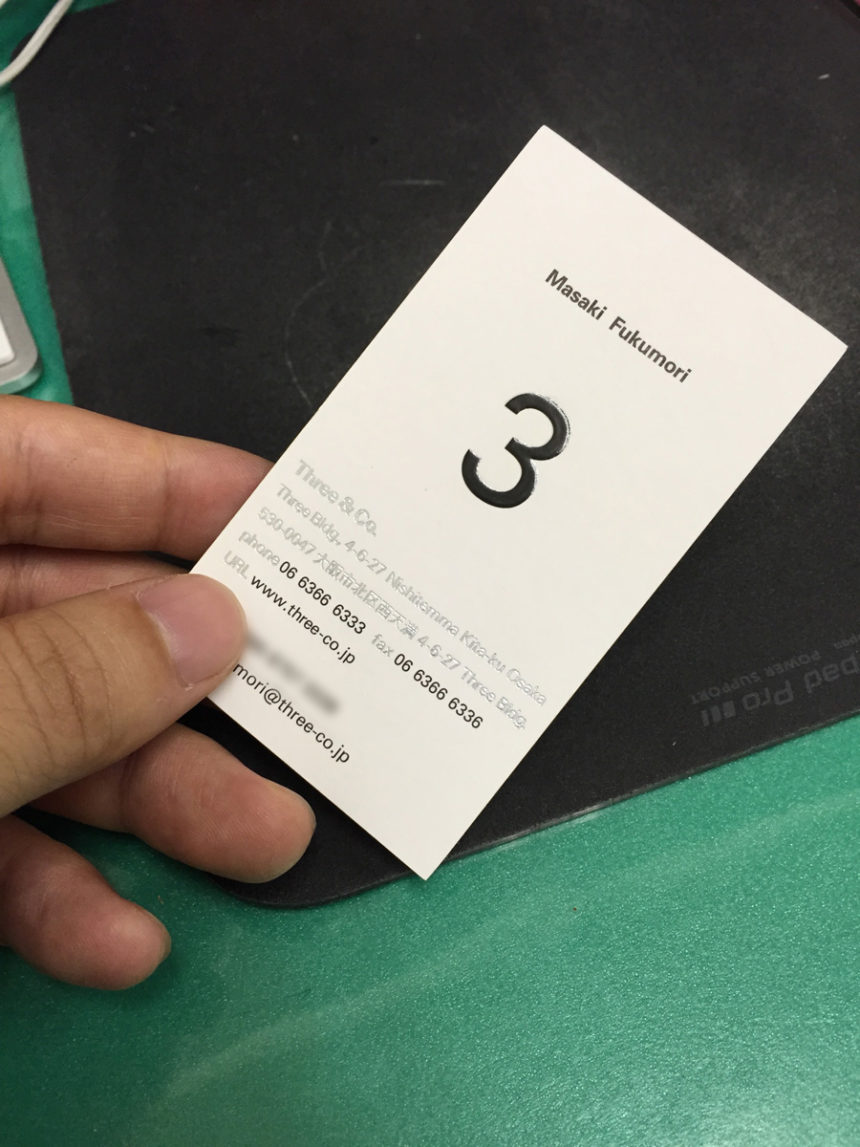 Masaki Fukumori
3
Three & Co.
Three Bldg., 4-6-27 Nishitemma Kita-ku Osaka
530-0047 大阪市北区西天満 4-6-27 Three Bldg.
phone 06 6366 6333 fax 06 6366 6336
URL www.three-co.jp
mori@three-co.jp
pad Pro
POWER SUPPORT